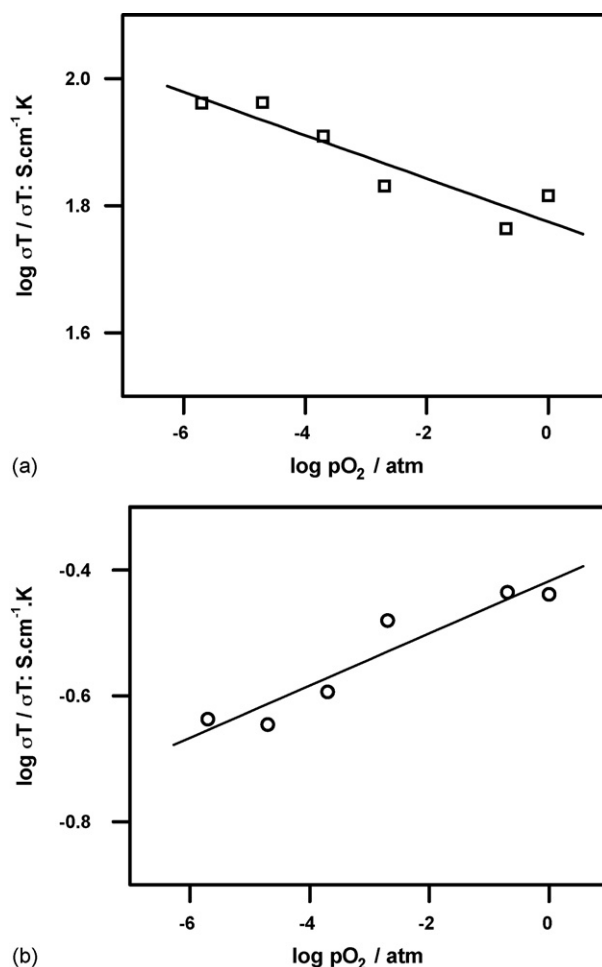 2.0
1.8
1.6
log σT / σT: S.cm⁻¹.K
-6
-4
-2
0
log pO₂ / atm
(a)
-0.4
-0.6
-0.8
log σT / σT: S.cm⁻¹.K
-6
-4
-2
0
log pO₂ / atm
(b)